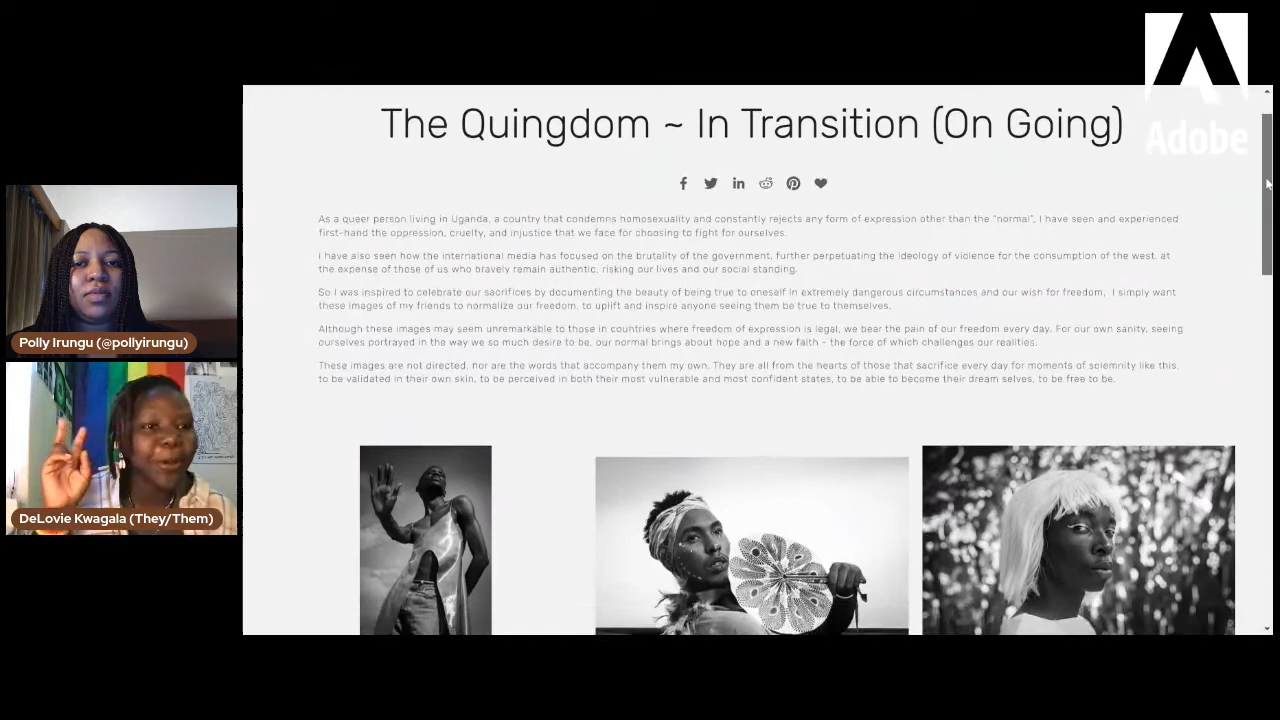 Adobe
The Quingdom ~ In Transition (On Going)
As a queer person living in Uganda, a country that condemns homosexuality and constantly rejects any form of expression other than the "normal", I have seen and experienced
first-hand the oppression, cruelty, and injustice that we face for choosing to fight for ourselves.
I have also seen how the international media has focused on the brutality of the government, further perpetuating the ideology of violence for the consumption of the west, at
the expense of those of us who bravely remain authentic, risking our lives and our social standing.
So I was inspired to celebrate our sacrifices by documenting the beauty of being true to oneself in extremely dangerous circumstances and our wish for freedom, I simply want
these images of my friends to normalize our freedom, to uplift and inspire anyone seeing them be true to themselves.
Although these images may seem unremarkable to those in countries where freedom of expression is legal, we bear the pain of our freedom every day. For our own sanity, seeing
ourselves portrayed in the way we so much desire to be, our normal brings about hope and a new faith - the force of which challenges our realities.
These images are not directed, nor are the words that accompany them my own. They are all from the hearts of those that sacrifice every day for moments of solemnity like this,
to be validated in their own skin, to be perceived in both their most vulnerable and most confident states, to be able to become their dream selves, to be free to be.
Polly Irungu (@pollyirungu)
DeLovie Kwagala (They/Them)